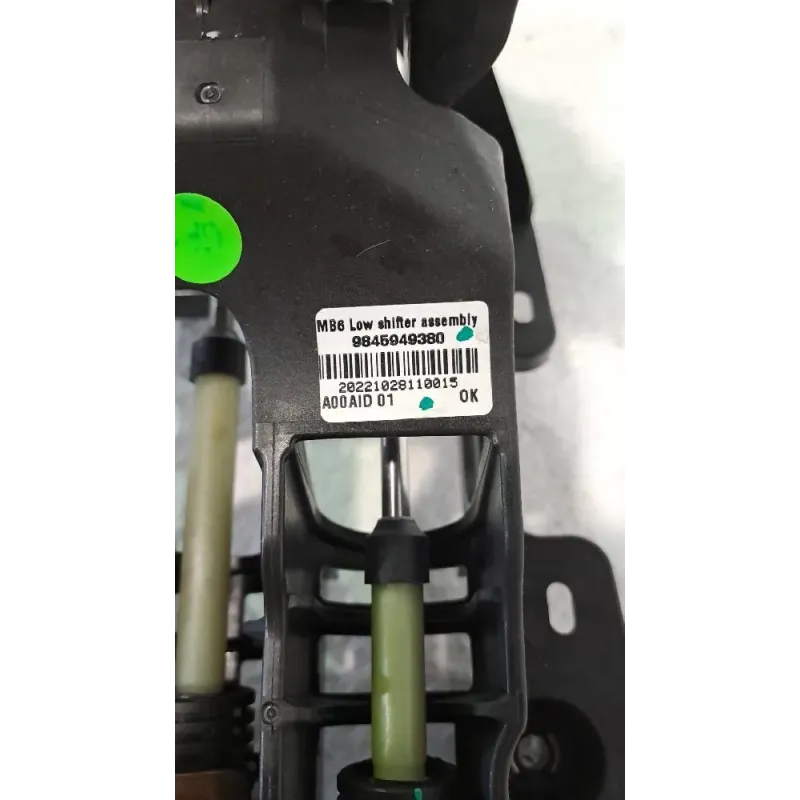 MB6 Low shifter assembly
9845949380
20221028110015
A00AID 01 OK